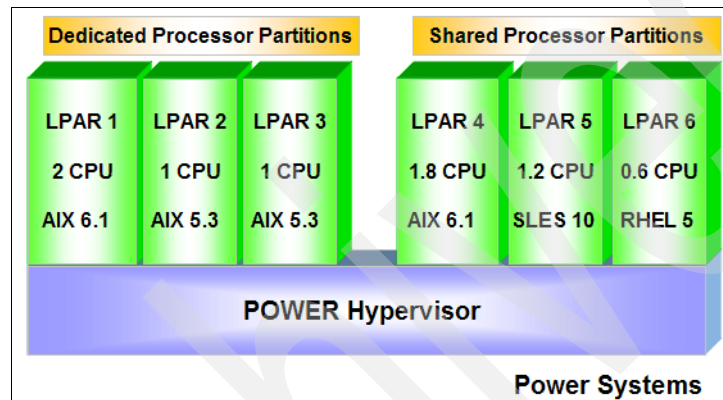 Dedicated Processor Partitions
Shared Processor Partitions
LPAR 1
2 CPU
AIX 6.1
LPAR 2
1 CPU
AIX 5.3
LPAR 3
1 CPU
AIX 5.3
LPAR 4
1.8 CPU
AIX 6.1
LPAR 5
1.2 CPU
SLES 10
LPAR 6
0.6 CPU
RHEL 5
POWER Hypervisor
Power Systems